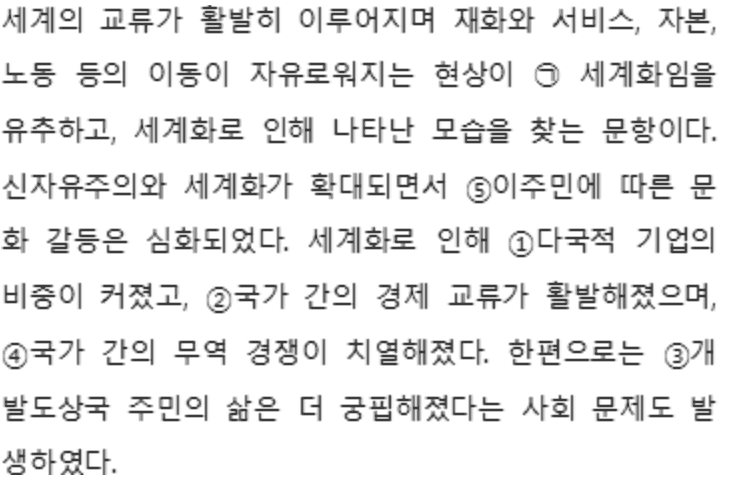 세계의 교류가 활발히 이루어지며 재화와 서비스, 자본,
노동 등의 이동이 자유로워지는 현상이 ㉠ 세계화임을
유추하고, 세계화로 인해 나타난 모습을 찾는 문항이다.
신자유주의와 세계화가 확대되면서 ⑤이주민에 따른 문
화 갈등은 심화되었다. 세계화로 인해 ①다국적 기업의
비중이 커졌고, ②국가 간의 경제 교류가 활발해졌으며,
④국가 간의 무역 경쟁이 치열해졌다. 한편으로는 ③개
발도상국 주민의 삶은 더 궁핍해졌다는 사회 문제도 발
생하였다.